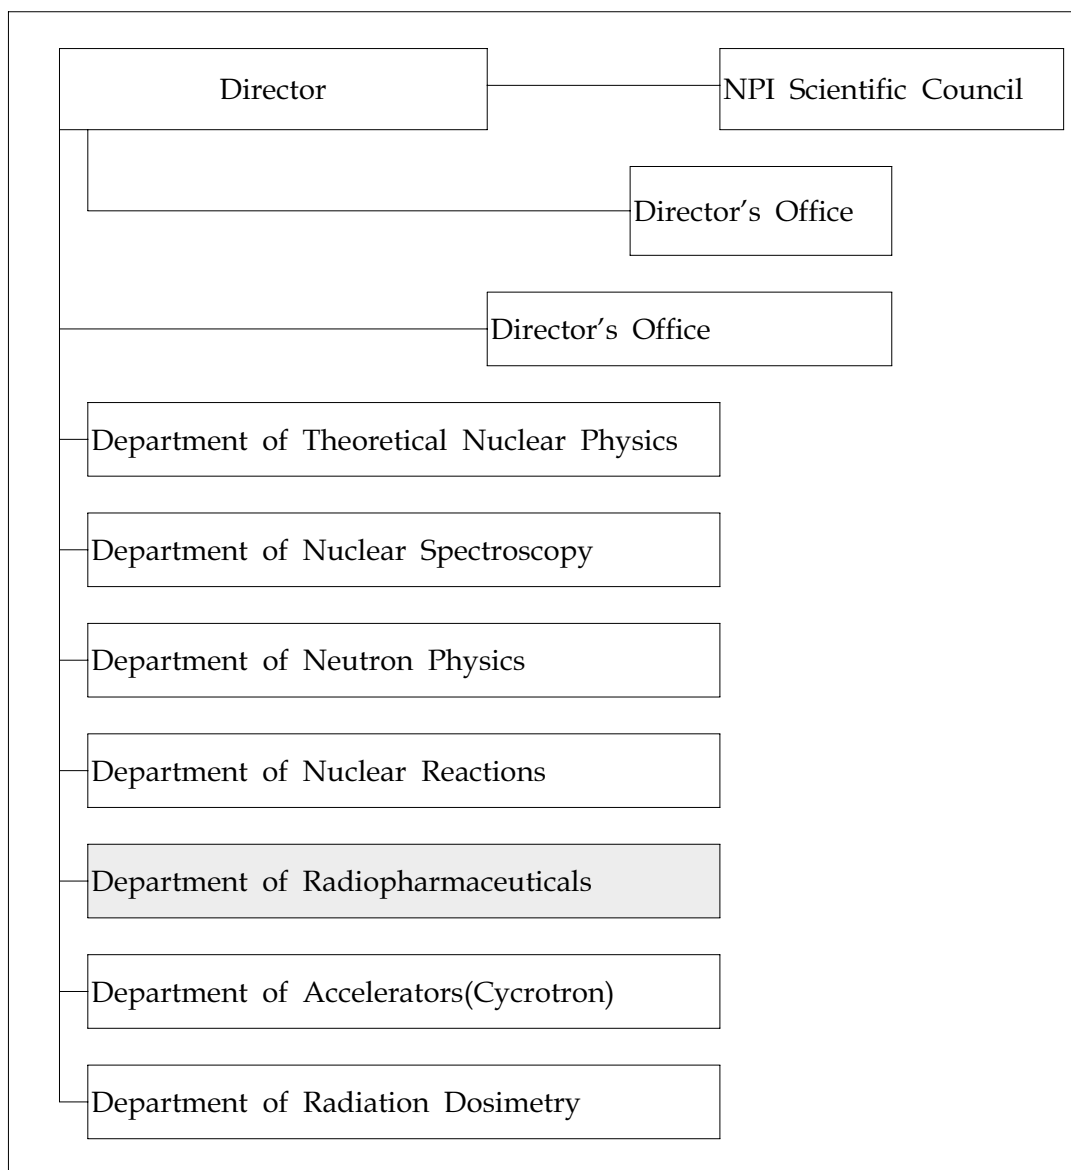 Director
NPI Scientific Council
Director’s Office
Director’s Office
Department of Theoretical Nuclear Physics
Department of Nuclear Spectroscopy
Department of Neutron Physics
Department of Nuclear Reactions
Department of Radiopharmaceuticals
Department of Accelerators(Cycrotron)
Department of Radiation Dosimetry